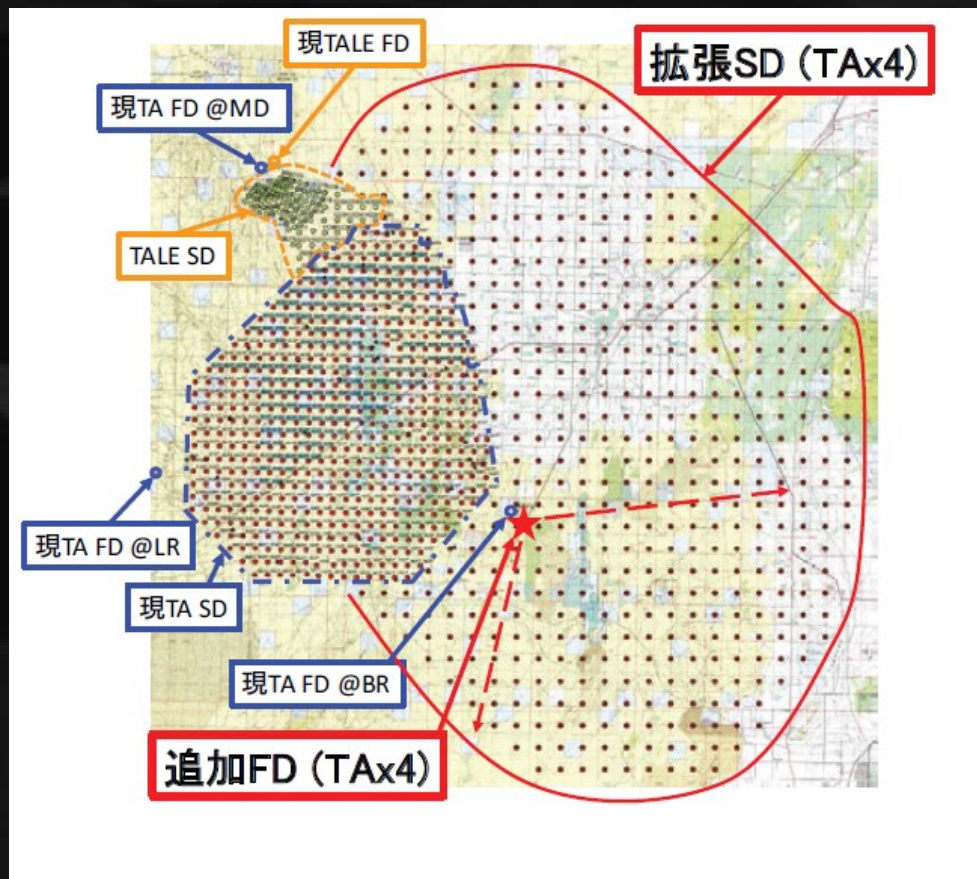 現TALE FD
拡張SD (TAx4)
現TA FD @MD
TALE SD
現TA FD @LR
現TA SD
現TA FD @BR
追加FD (TAx4)